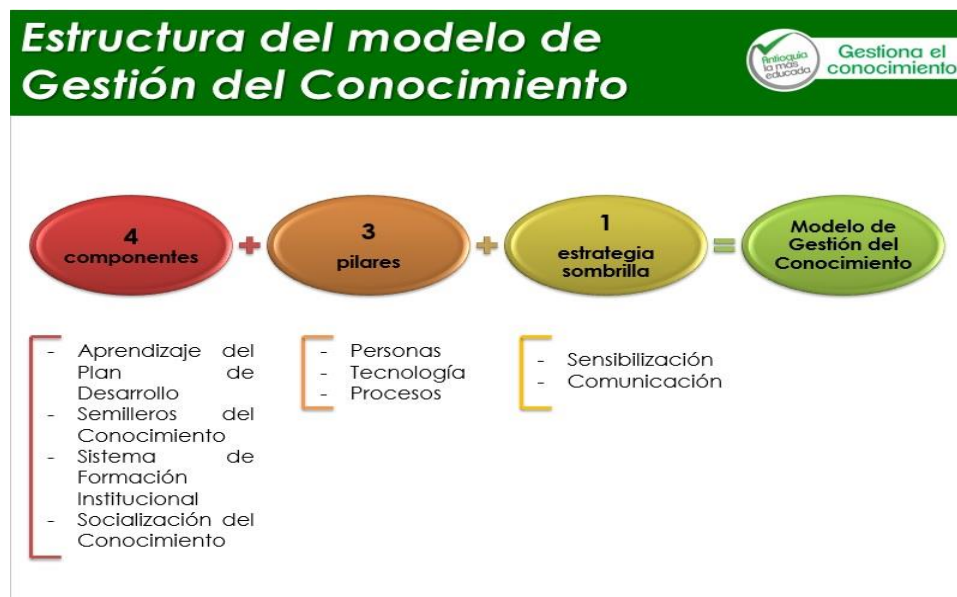 Estructura del modelo de
Gestión del Conocimiento
Antioquia
la más
educada
Gestiona el
conocimiento
4
componentes
3
pilares
1
estrategia
sombrilla
Modelo de
Gestión del
Conocimiento
- Aprendizaje del
Plan de
Desarrollo
- Semilleros del
Conocimiento
- Sistema de
Formación
Institucional
- Socialización del
Conocimiento
- Personas
- Tecnología
- Procesos
- Sensibilización
- Comunicación